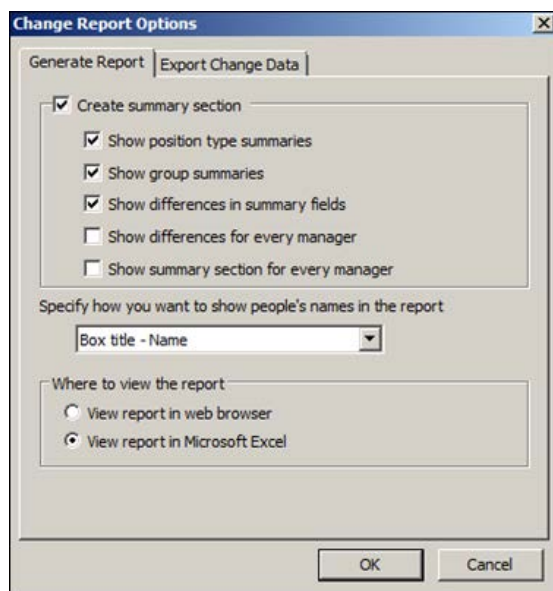 Change Report Options
Generate Report Export Change Data
Create summary section
Show position type summaries
Show group summaries
Show differences in summary fields
Show differences for every manager
Show summary section for every manager
Specify how you want to show people's names in the report
Box title - Name
Where to view the report
View report in web browser
View report in Microsoft Excel
OK Cancel